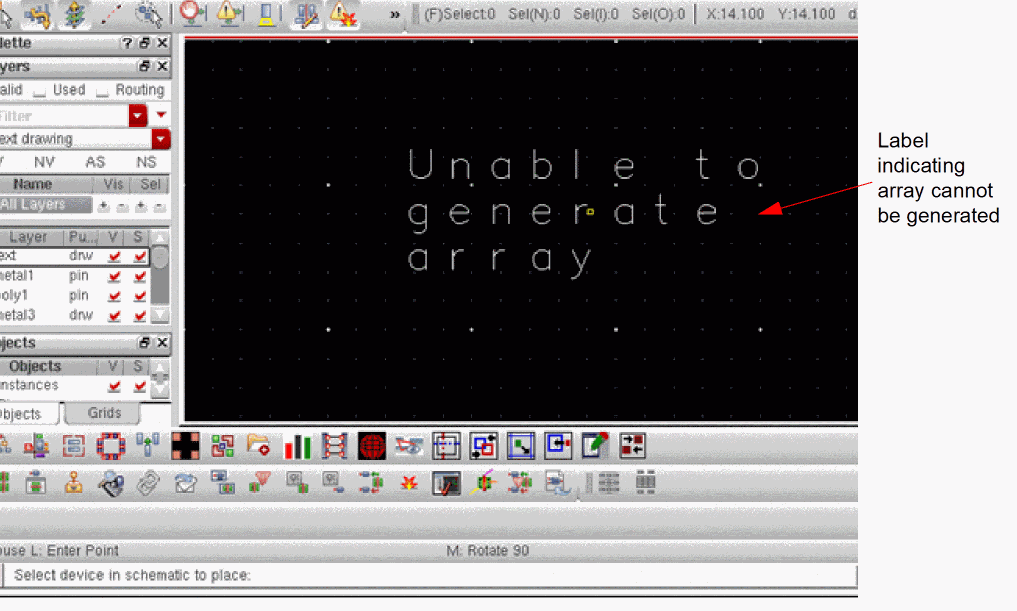 (F)Select:0 Sel(N):0 Sel(I):0 Sel(O):0 X:14.100 Y:14.100 d
lette
yers
alid Used Routing
Filter
ext drawing
V NV AS NS
Name Vis Sel
All Layers
Layer Pu... V S
ext drw
netal1 pin
oly1 pin
netal3 drw
jects
Objects V S
nstances
bjects Grids
Unable to
generate
array
Label
indicating
array cannot
be generated
ouse L: Enter Point M: Rotate 90
Select device in schematic to place: